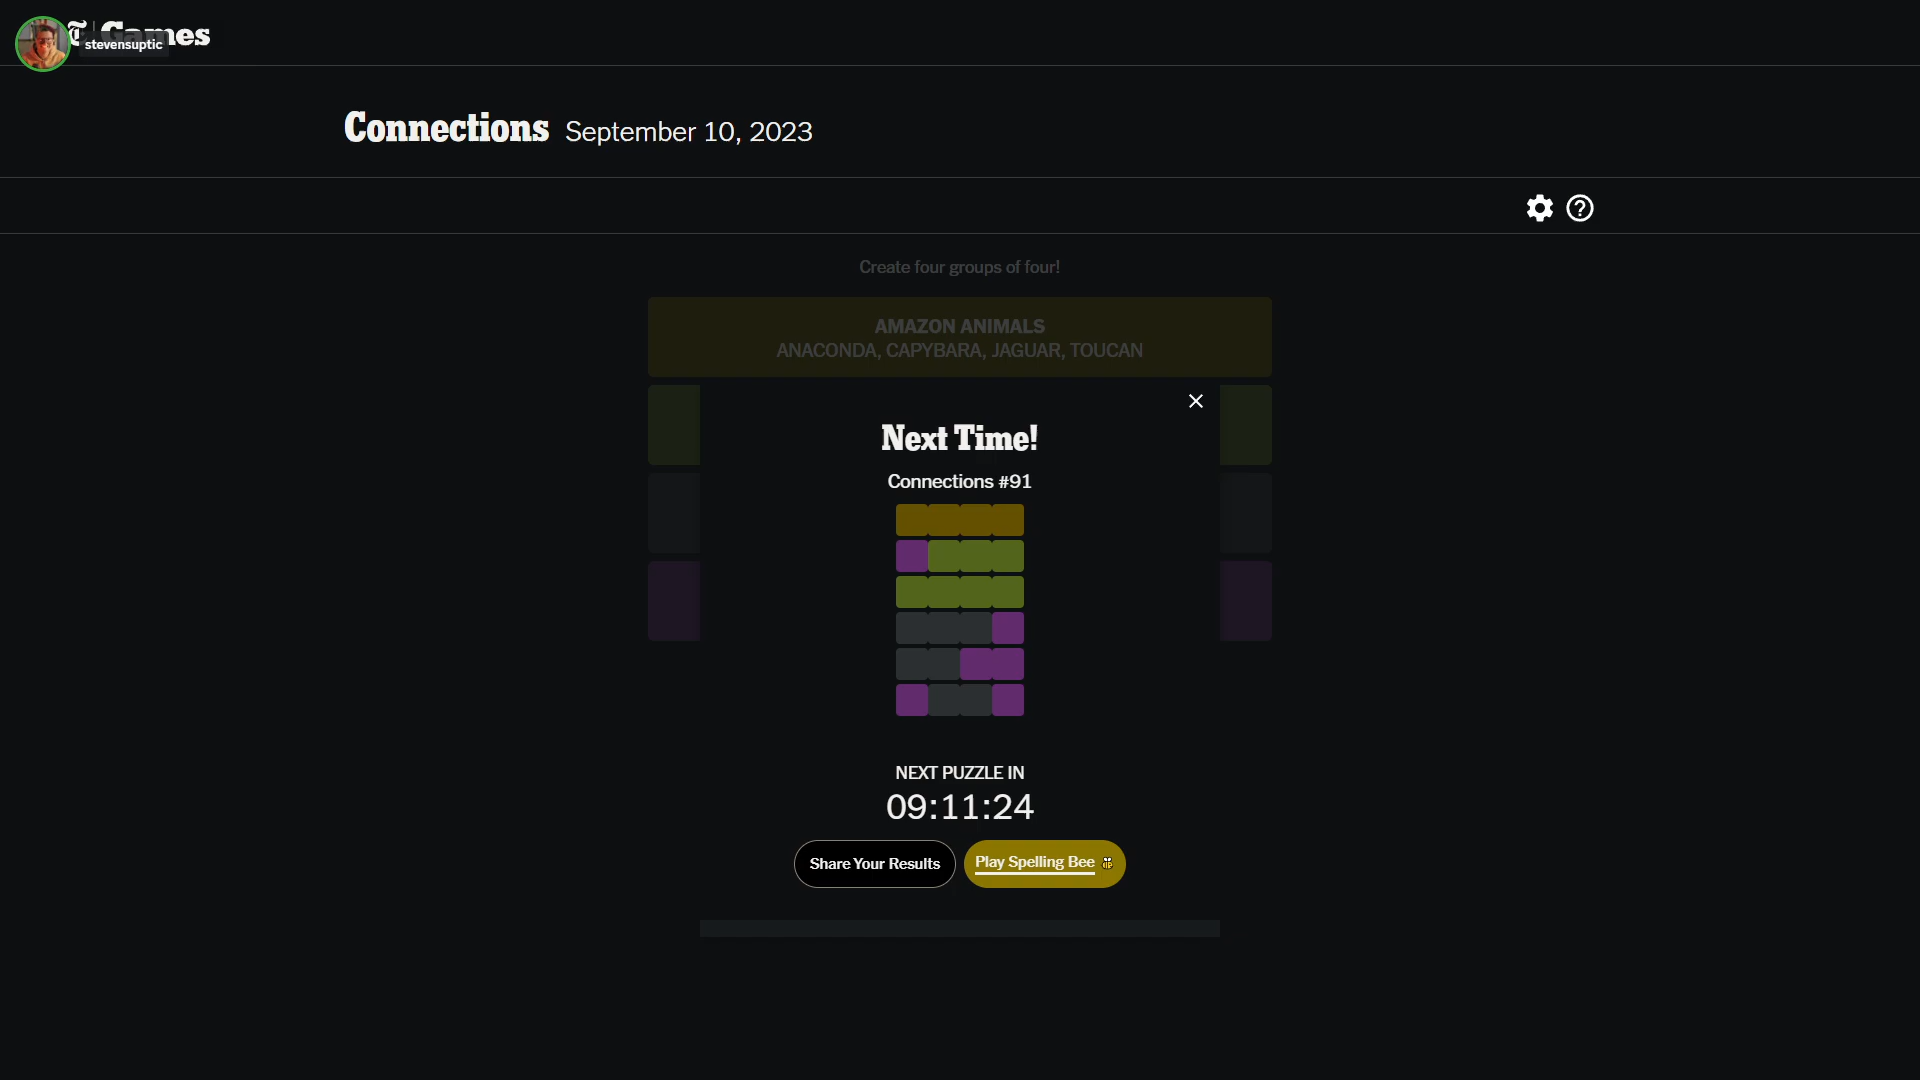 Games
stevensuptic
Connections September 10, 2023
Create four groups of four!
AMAZON ANIMALS
ANACONDA, CAPYBARA, JAGUAR, TOUCAN
Next Time!
Connections #91
NEXT PUZZLE IN
09:11:24
Share Your Results
Play Spelling Bee